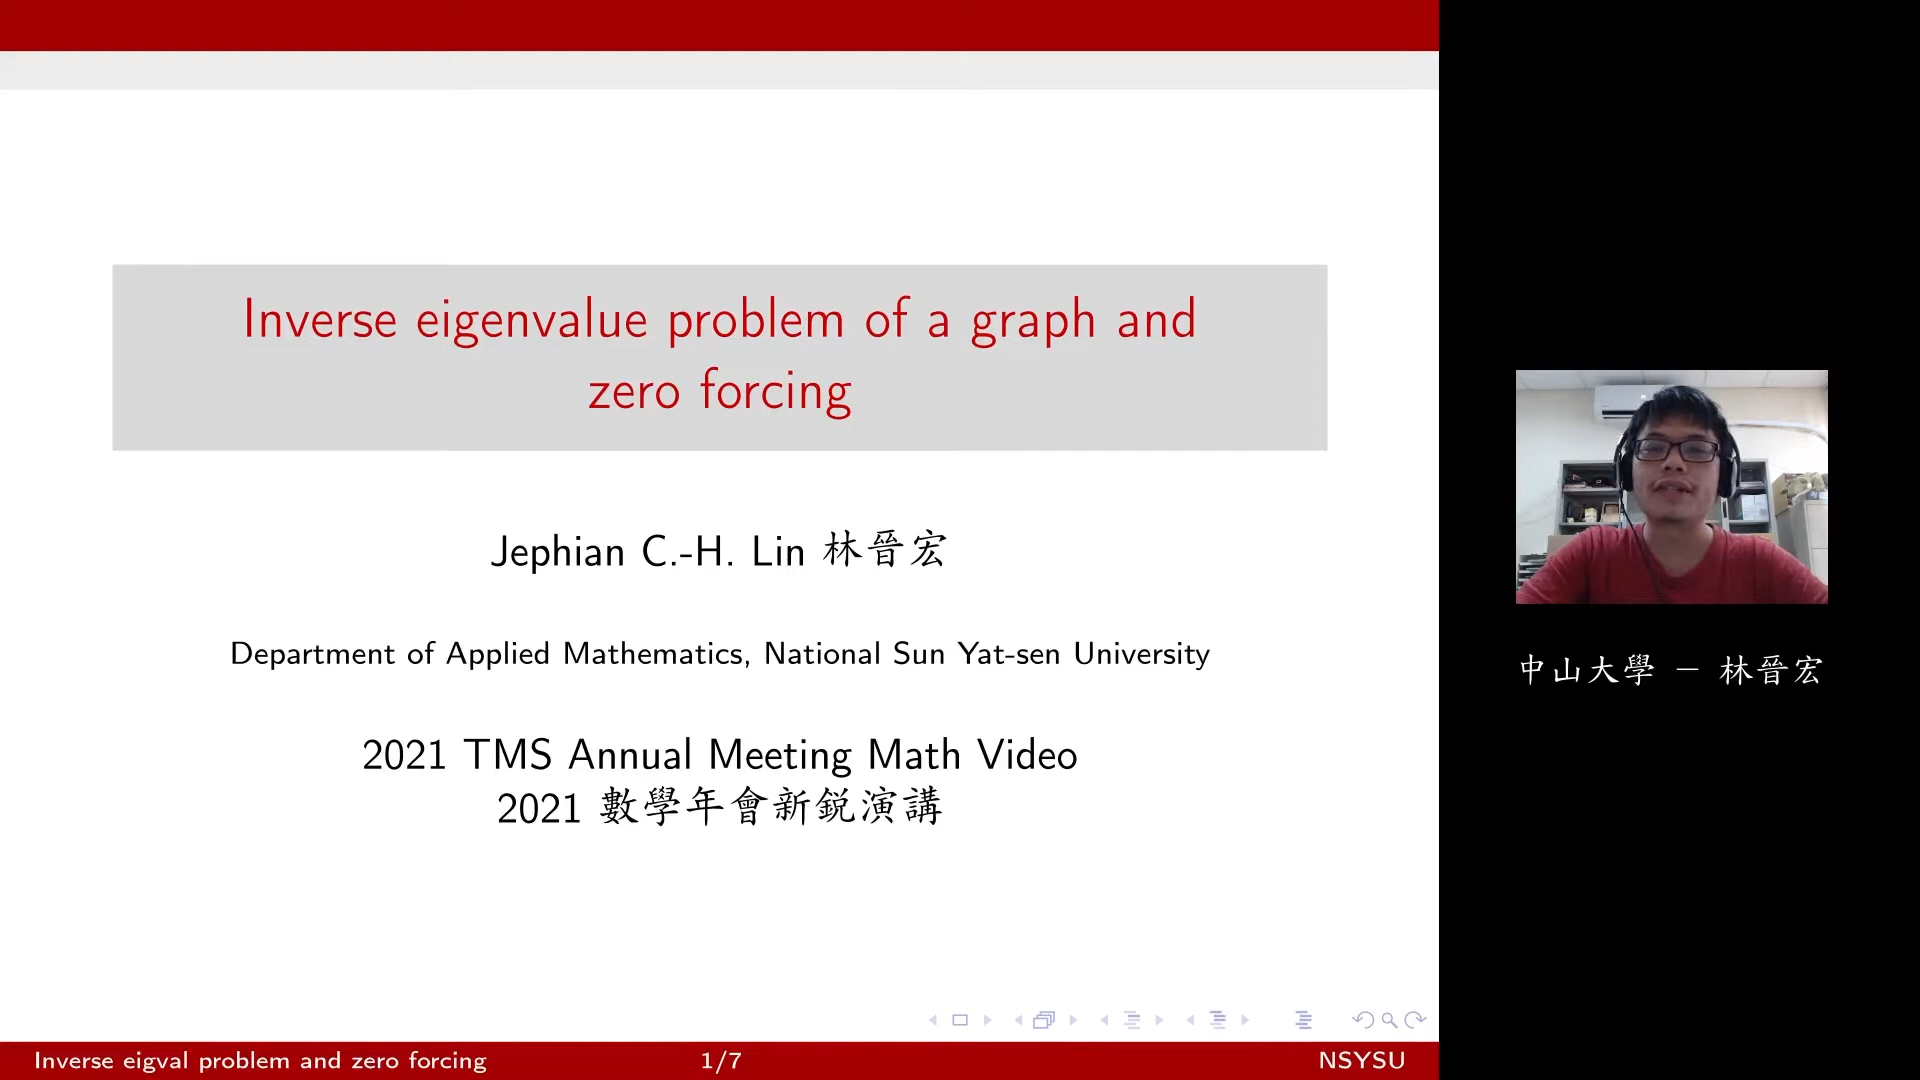 Inverse eigenvalue problem of a graph and
zero forcing
Jephian C.-H. Lin 林晉宏
Department of Applied Mathematics, National Sun Yat-sen University
2021 TMS Annual Meeting Math Video
2021 數學年會新銳演講
Inverse eigval problem and zero forcing
1/7
NSYSU
中山大學 – 林晉宏